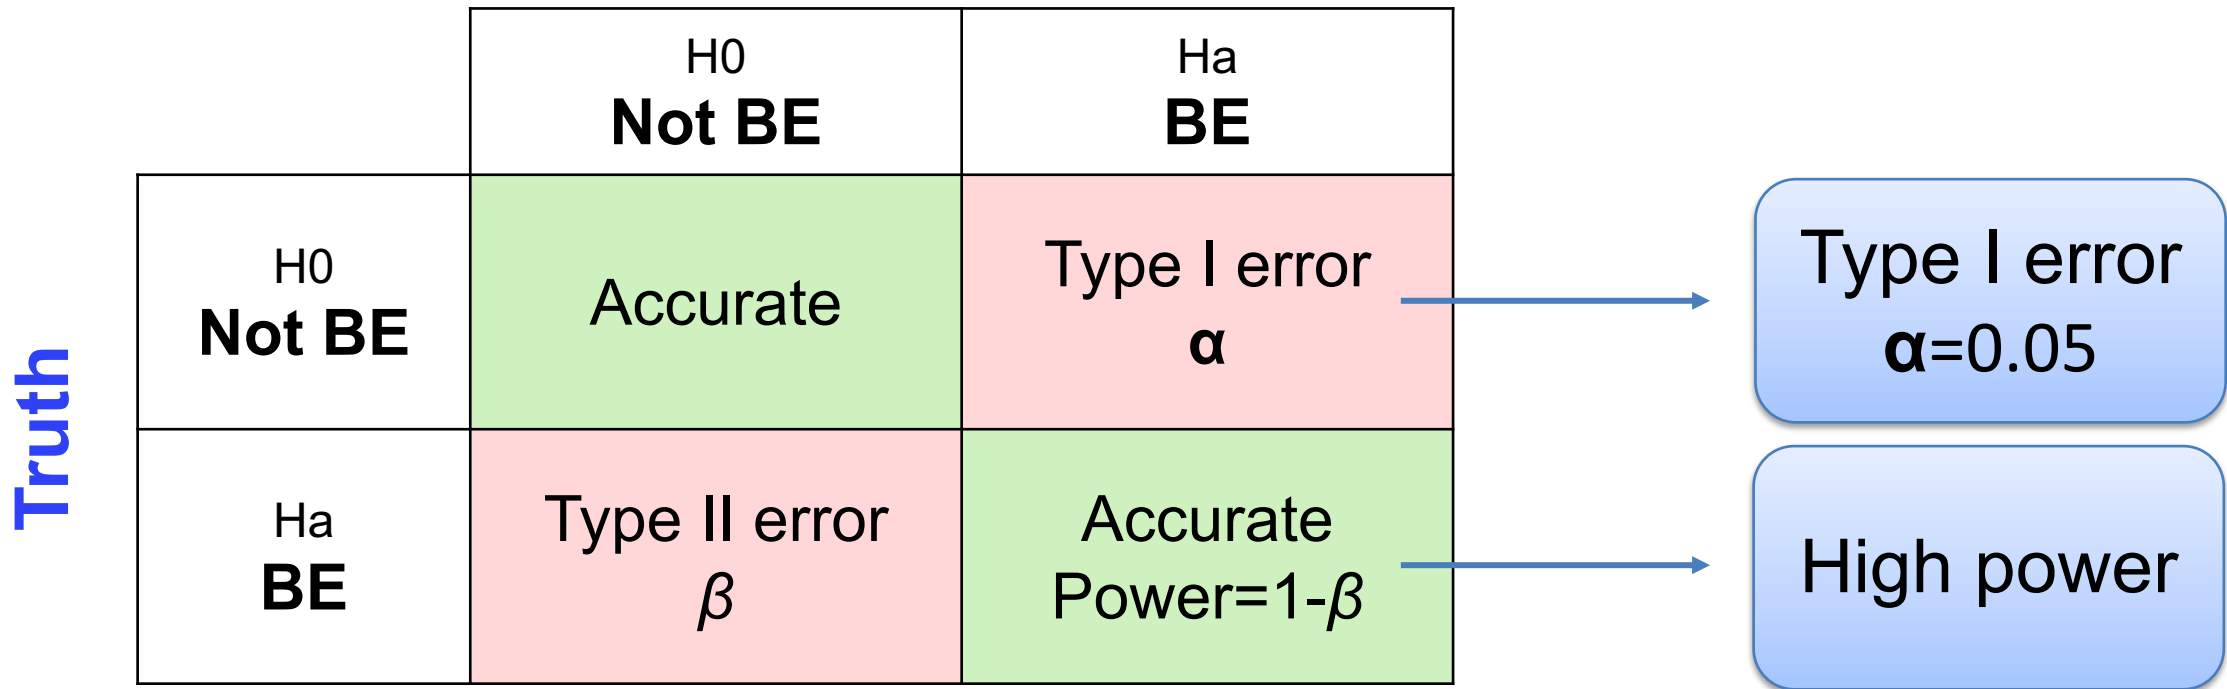 H0
Not BE
Ha
BE
Truth
H0
Not BE
Accurate
Type I error
α
Type I error
α=0.05
Ha
BE
Type II error
β
Accurate
Power=1-β
High power